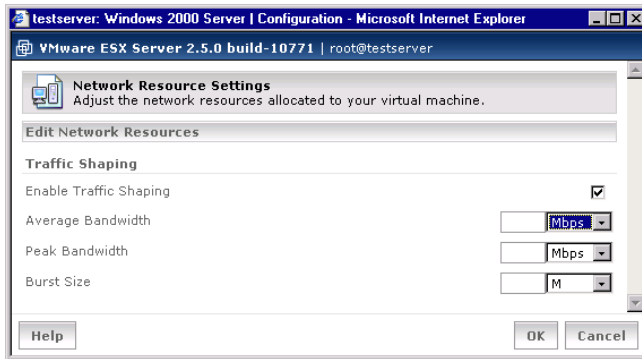 testserver: Windows 2000 Server | Configuration - Microsoft Internet Explorer
VMware ESX Server 2.5.0 build-10771 | root@testserver
Network Resource Settings
Adjust the network resources allocated to your virtual machine.
Edit Network Resources
Traffic Shaping
Enable Traffic Shaping
Average Bandwidth Mbps
Peak Bandwidth Mbps
Burst Size M
Help OK Cancel